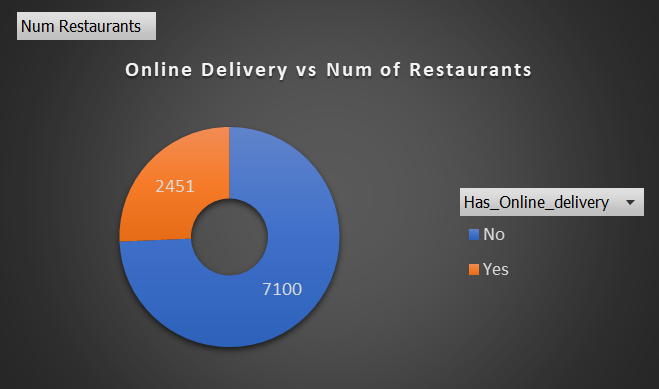 Num Restaurants
Online Delivery vs Num of Restaurants
2451
7100
Has_Online_delivery
No
Yes